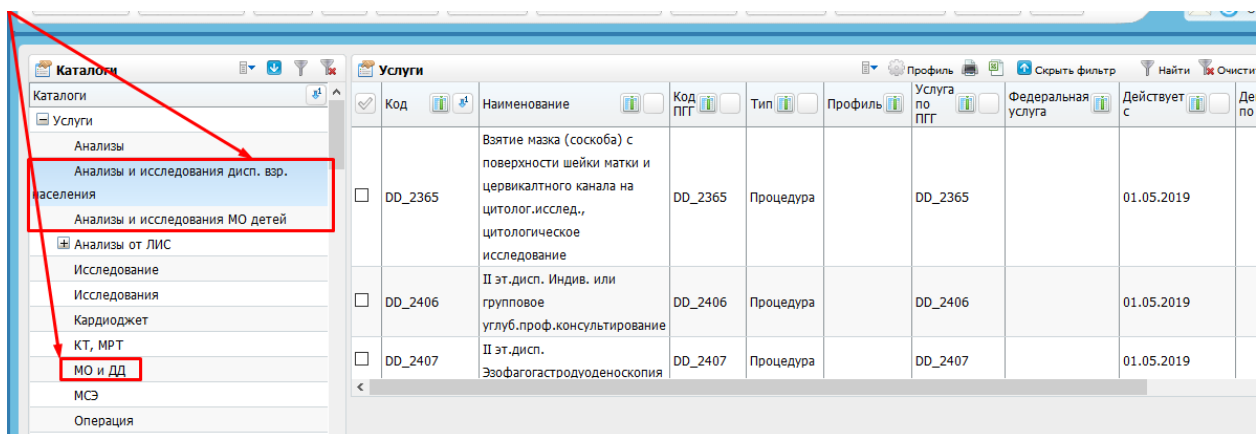 Каталоги
Каталоги
Услуги
Анализы
Анализы и исследования дисп. взр.
населения
Анализы и исследования МО детей
Анализы от ЛИС
Исследование
Исследования
Кардиоджет
КТ, МРТ
МО и ДД
МСЭ
Операция
Услуги
Профиль
Скрыть фильтр
Найти
Очисти
Код
Наименование
Код
ПГГ
Тип
Профиль
Услуга
по
ПГГ
Федеральная
услуга
Действует
с
Де
по
DD_2365
Взятие мазка (соскоба) с
поверхности шейки матки и
цервикалтного канала на
цитолог.исслед.,
цитологическое
исследование
DD_2365
Процедура
DD_2365
01.05.2019
DD_2406
II эт.дисп. Индив. или
групповое
углуб.проф.консультирование
DD_2406
Процедура
DD_2406
01.05.2019
DD_2407
II эт.дисп.
Эзофагогастродуоденоскопия
DD_2407
Процедура
DD_2407
01.05.2019